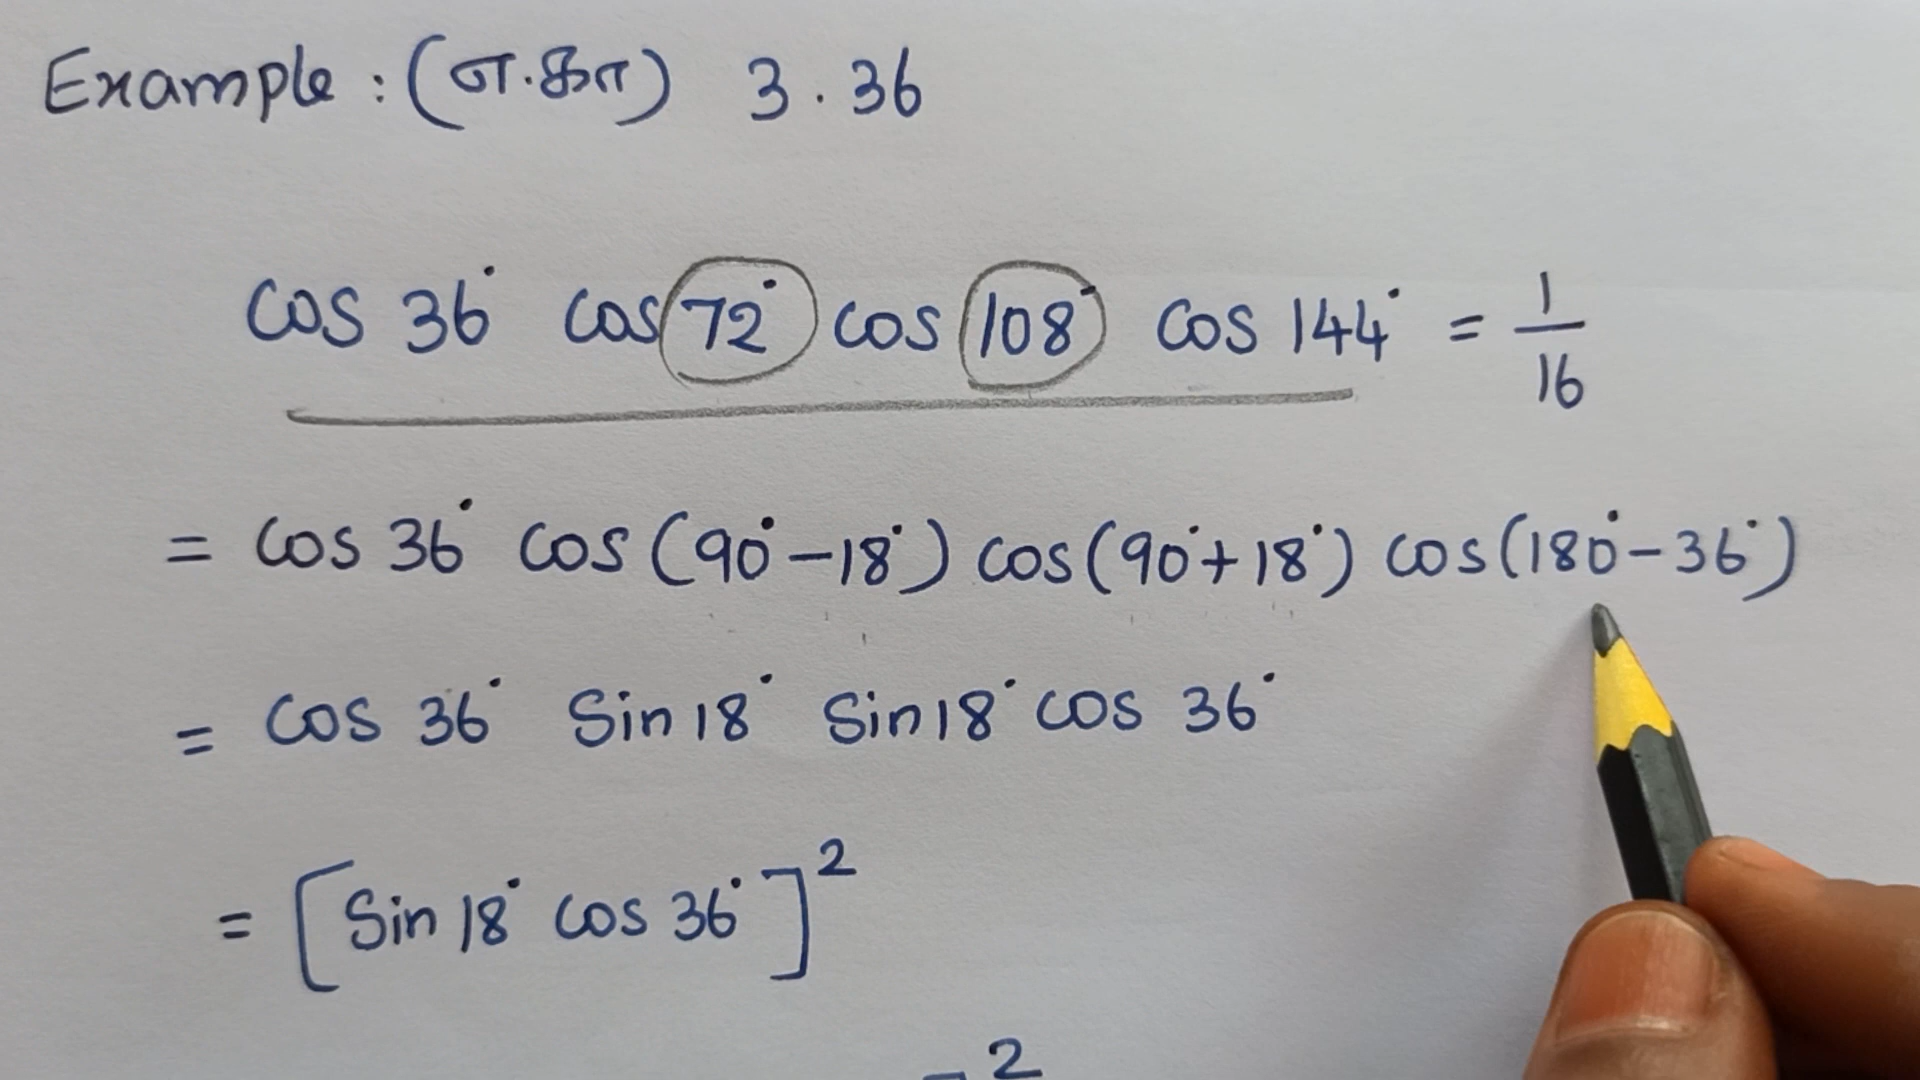 Example : (எ.கா) 3.36
cos 36° cos 72° cos 108° cos 144° = 1/16
= cos 36° cos (90°-18°) cos (90°+18°) cos (180°-36°)
= cos 36° Sin 18° Sin 18° cos 36°
= [Sin 18° cos 36°]²
2